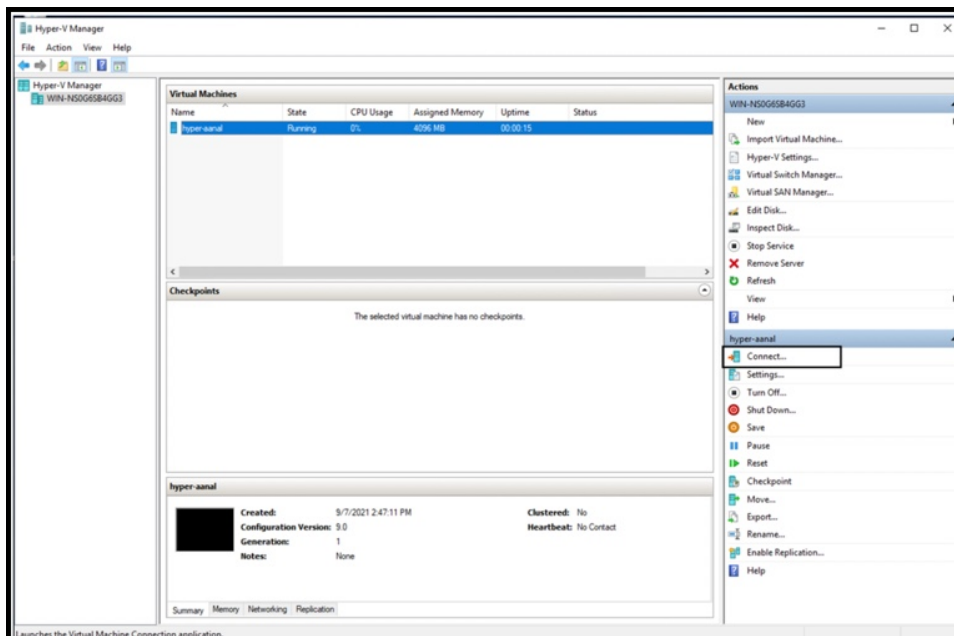 Hyper-V Manager
File Action View Help
Hyper-V Manager
WIN-NS0G6SB4GG3
Virtual Machines
Name State CPU Usage Assigned Memory Uptime Status
hyper-aanal Running 0% 4096 MB 00:00:15
Checkpoints
The selected virtual machine has no checkpoints.
hyper-aanal
Created: 9/7/2021 2:47:11 PM Clustered: No
Configuration Version: 9.0 Heartbeat: No Contact
Generation: 1
Notes: None
Summary Memory Networking Replication
Actions
WIN-NS0G6SB4GG3
New
Import Virtual Machine...
Hyper-V Settings...
Virtual Switch Manager...
Virtual SAN Manager...
Edit Disk...
Inspect Disk...
Stop Service
Remove Server
Refresh
View
Help
hyper-aanal
Connect...
Settings...
Turn Off...
Shut Down...
Save
Pause
Reset
Checkpoint
Move...
Export...
Rename...
Enable Replication...
Help
Launches the Virtual Machine Connection application.